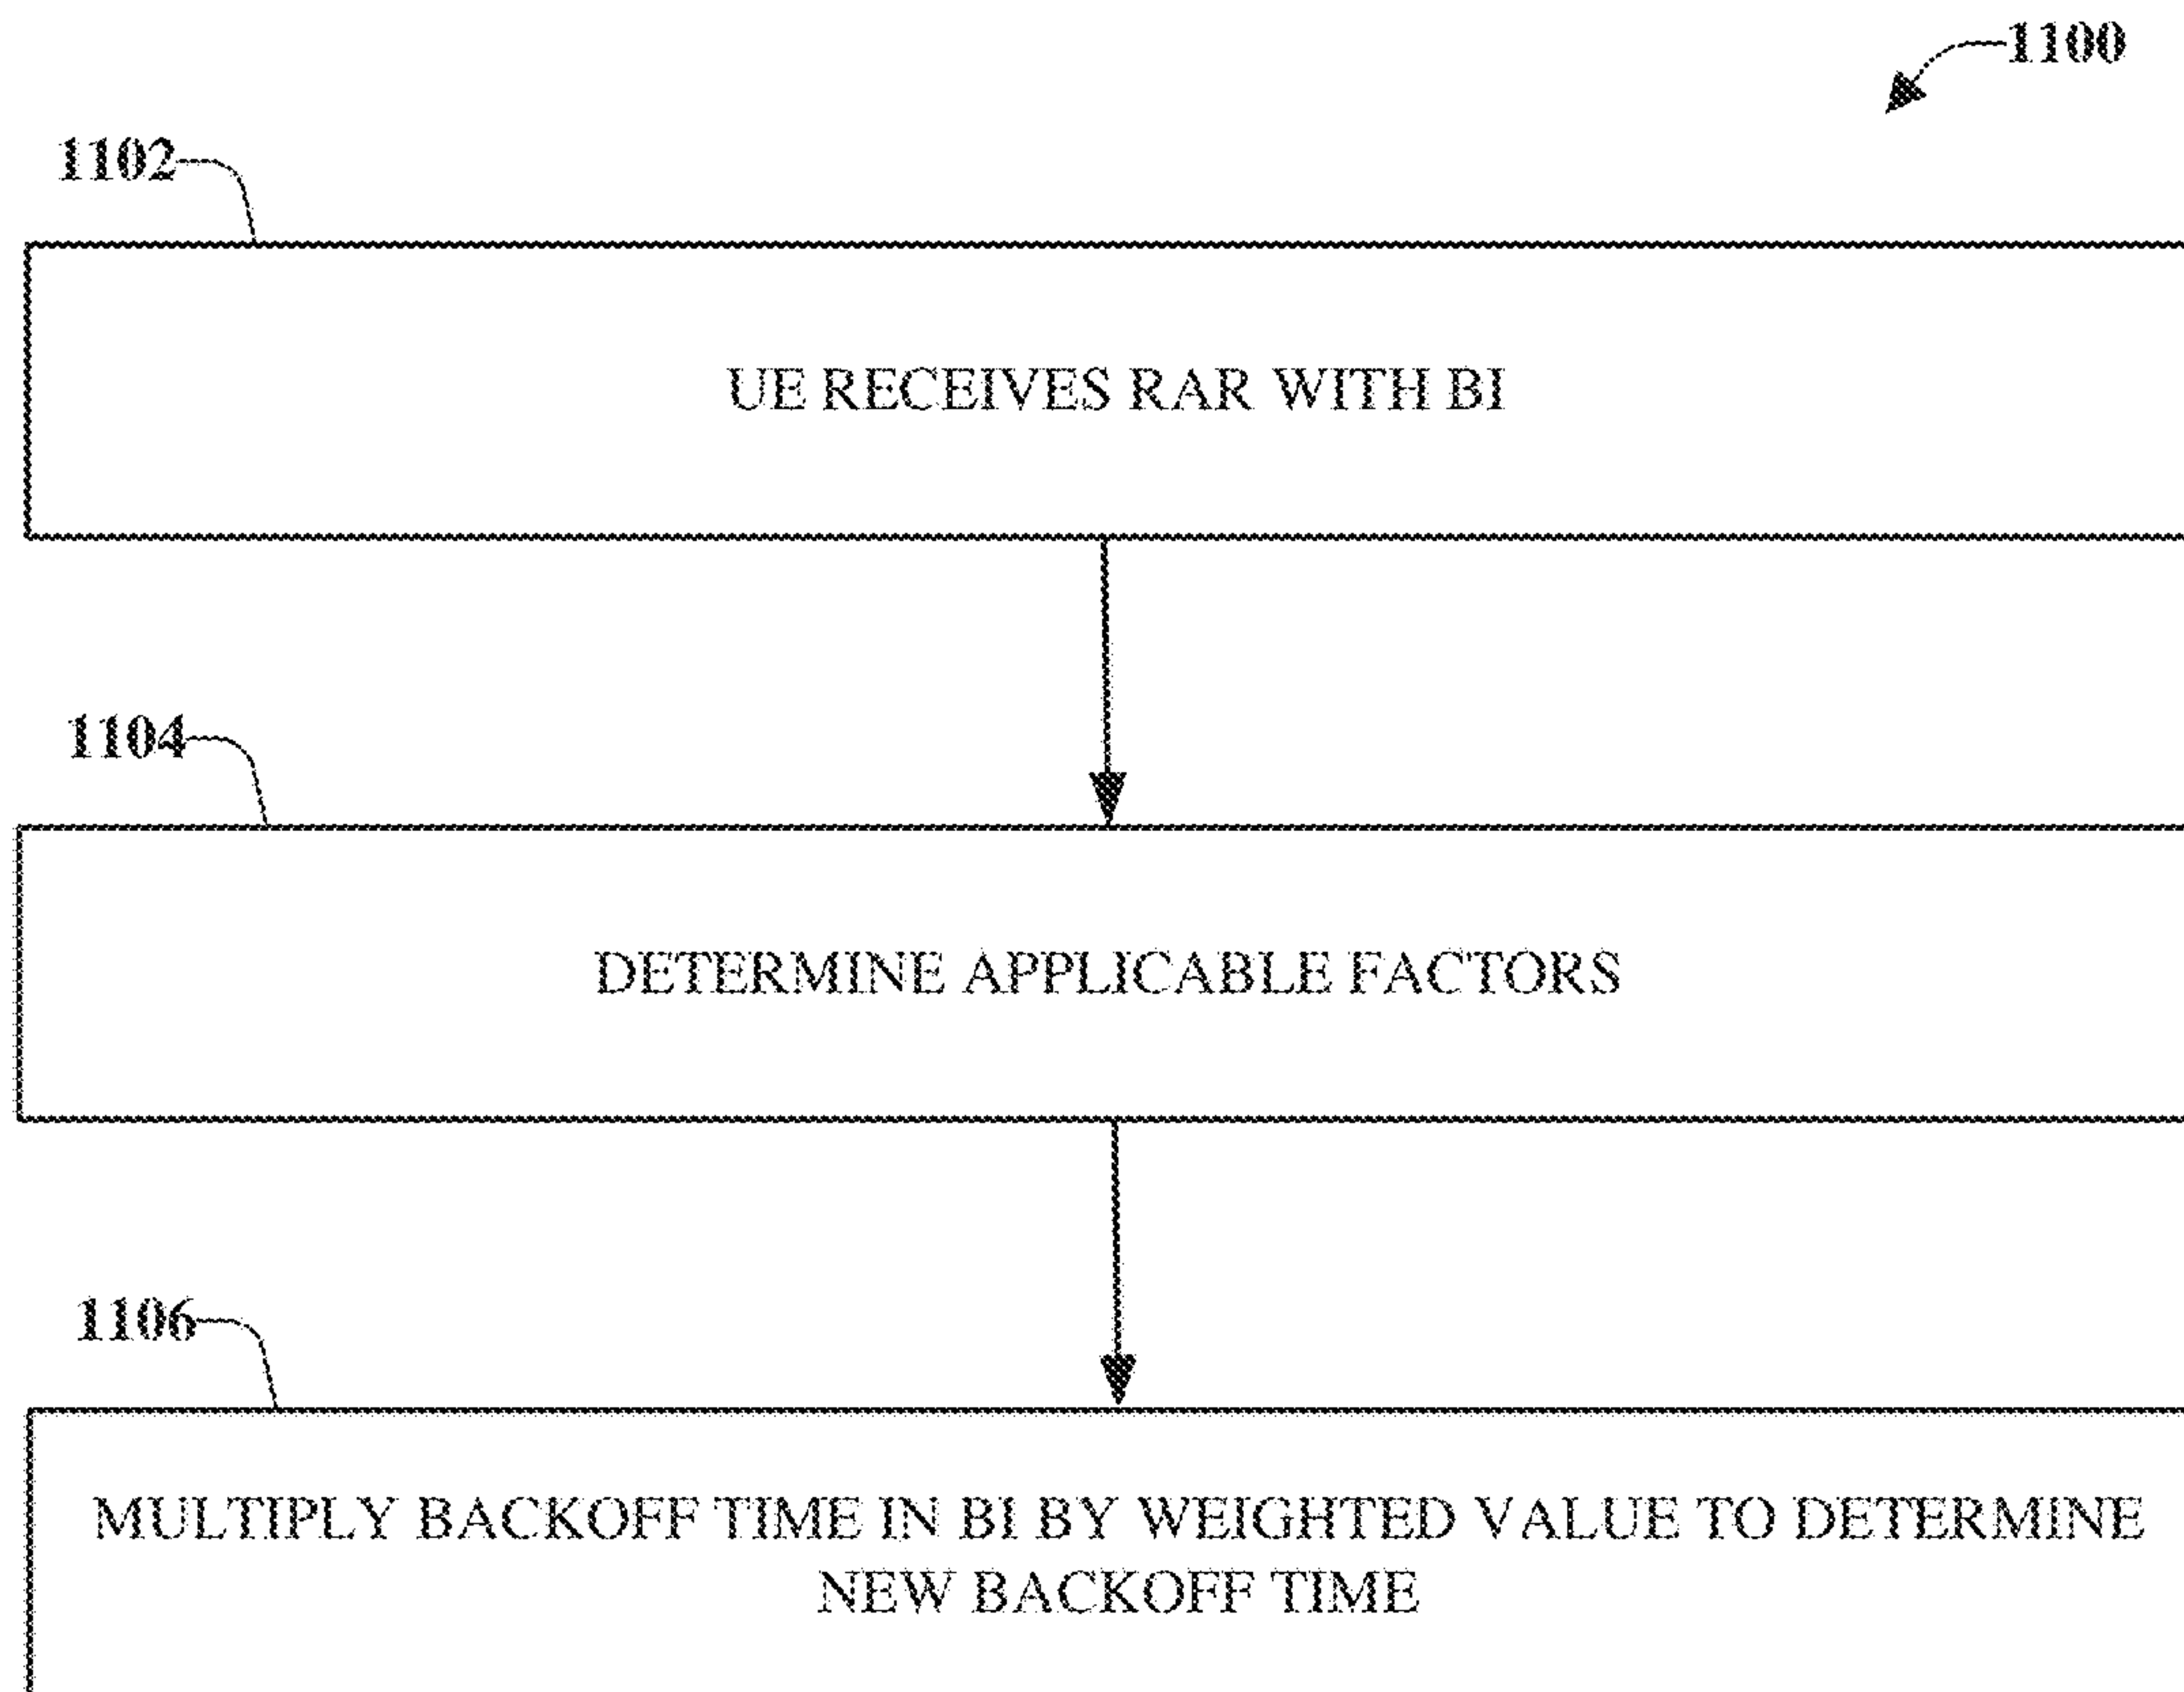 1100
1102
UE RECEIVES RAR WITH BI
1104
DETERMINE APPLICABLE FACTORS
1106
MULTIPLY BACKOFF TIME IN BI BY WEIGHTED VALUE TO DETERMINE
NEW BACKOFF TIME